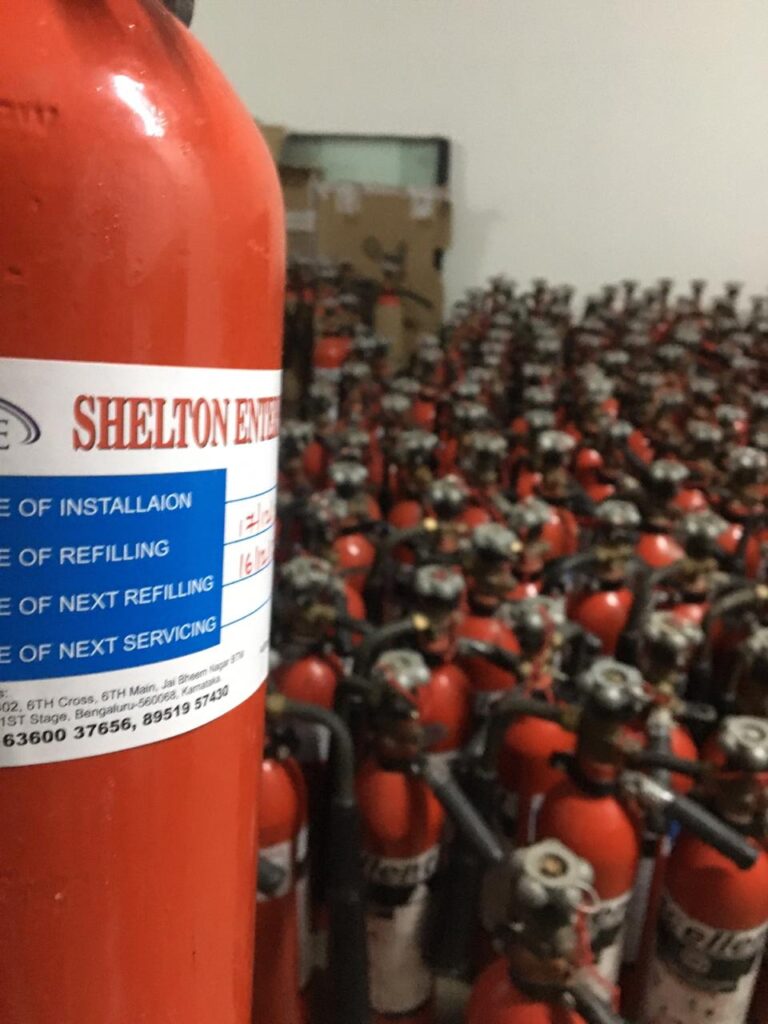 E
SHELTON ENTE
E OF INSTALLAION
E OF REFILLING
E OF NEXT REFILLING
E OF NEXT SERVICING
s:
02, 6TH Cross, 6TH Main, Jai Bheem Nagar BTM
1ST Stage, Bengaluru-560068, Karnataka.
63600 37656, 89519 57430